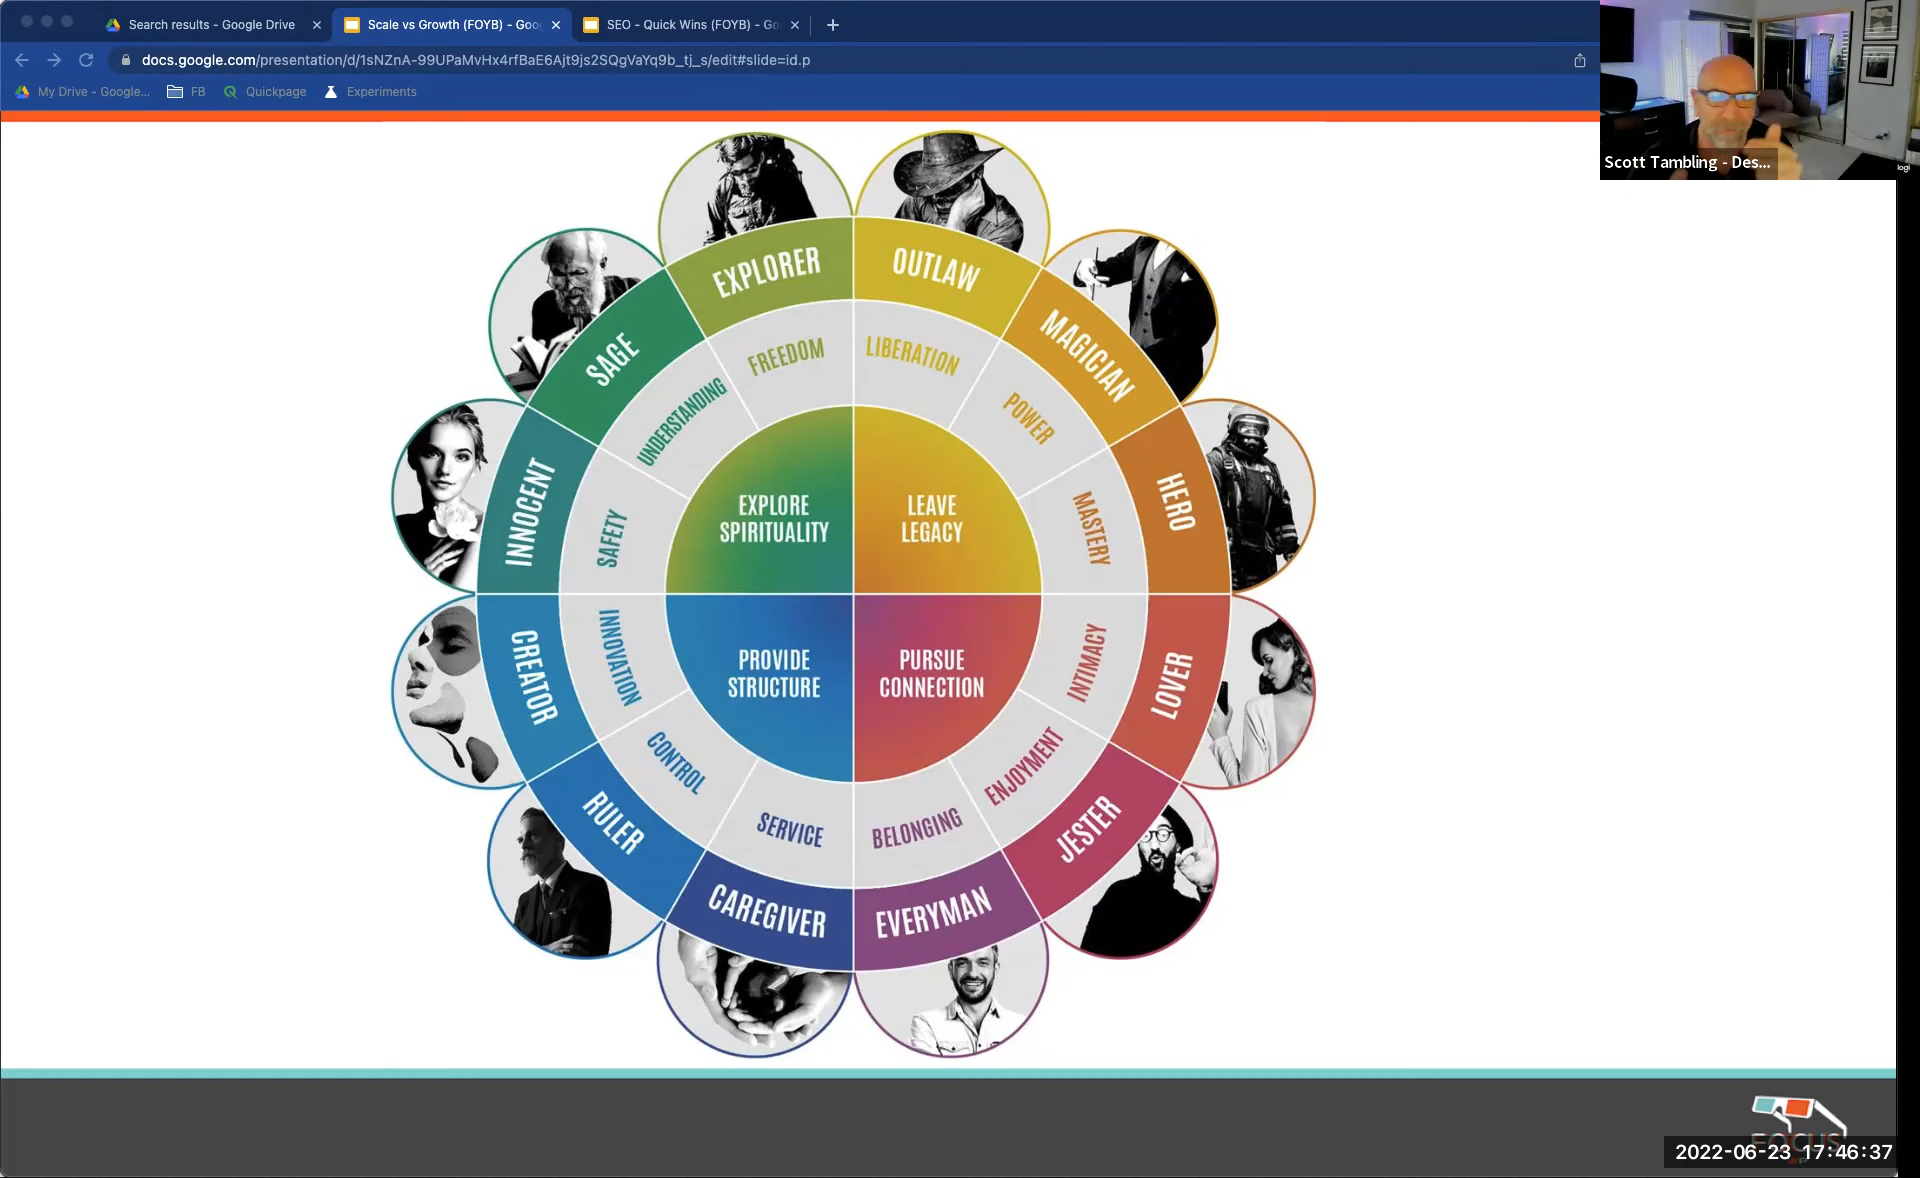 Search results - Google Drive
Scale vs Growth (FOYB) - Goo
SEO - Quick Wins (FOYB) - Go
docs.google.com/presentation/d/1sNZnA-99UPaMvHx4rfBaE6Ajt9js2SQgVaYq9b_tj_s/edit#slide=id.p
My Drive - Google...
FB
Quickpage
Experiments
Scott Tambling - Des...
logi
EXPLORER
OUTLAW
MAGICIAN
HERO
LOVER
JESTER
EVERYMAN
CAREGIVER
RULER
CREATOR
INNOCENT
SAGE
FREEDOM
LIBERATION
POWER
MASTERY
INTIMACY
ENJOYMENT
BELONGING
SERVICE
CONTROL
INNOVATION
SAFETY
UNDERSTANDING
EXPLORE
SPIRITUALITY
LEAVE
LEGACY
PROVIDE
STRUCTURE
PURSUE
CONNECTION
FOCUS
2022-06-23 17:46:37